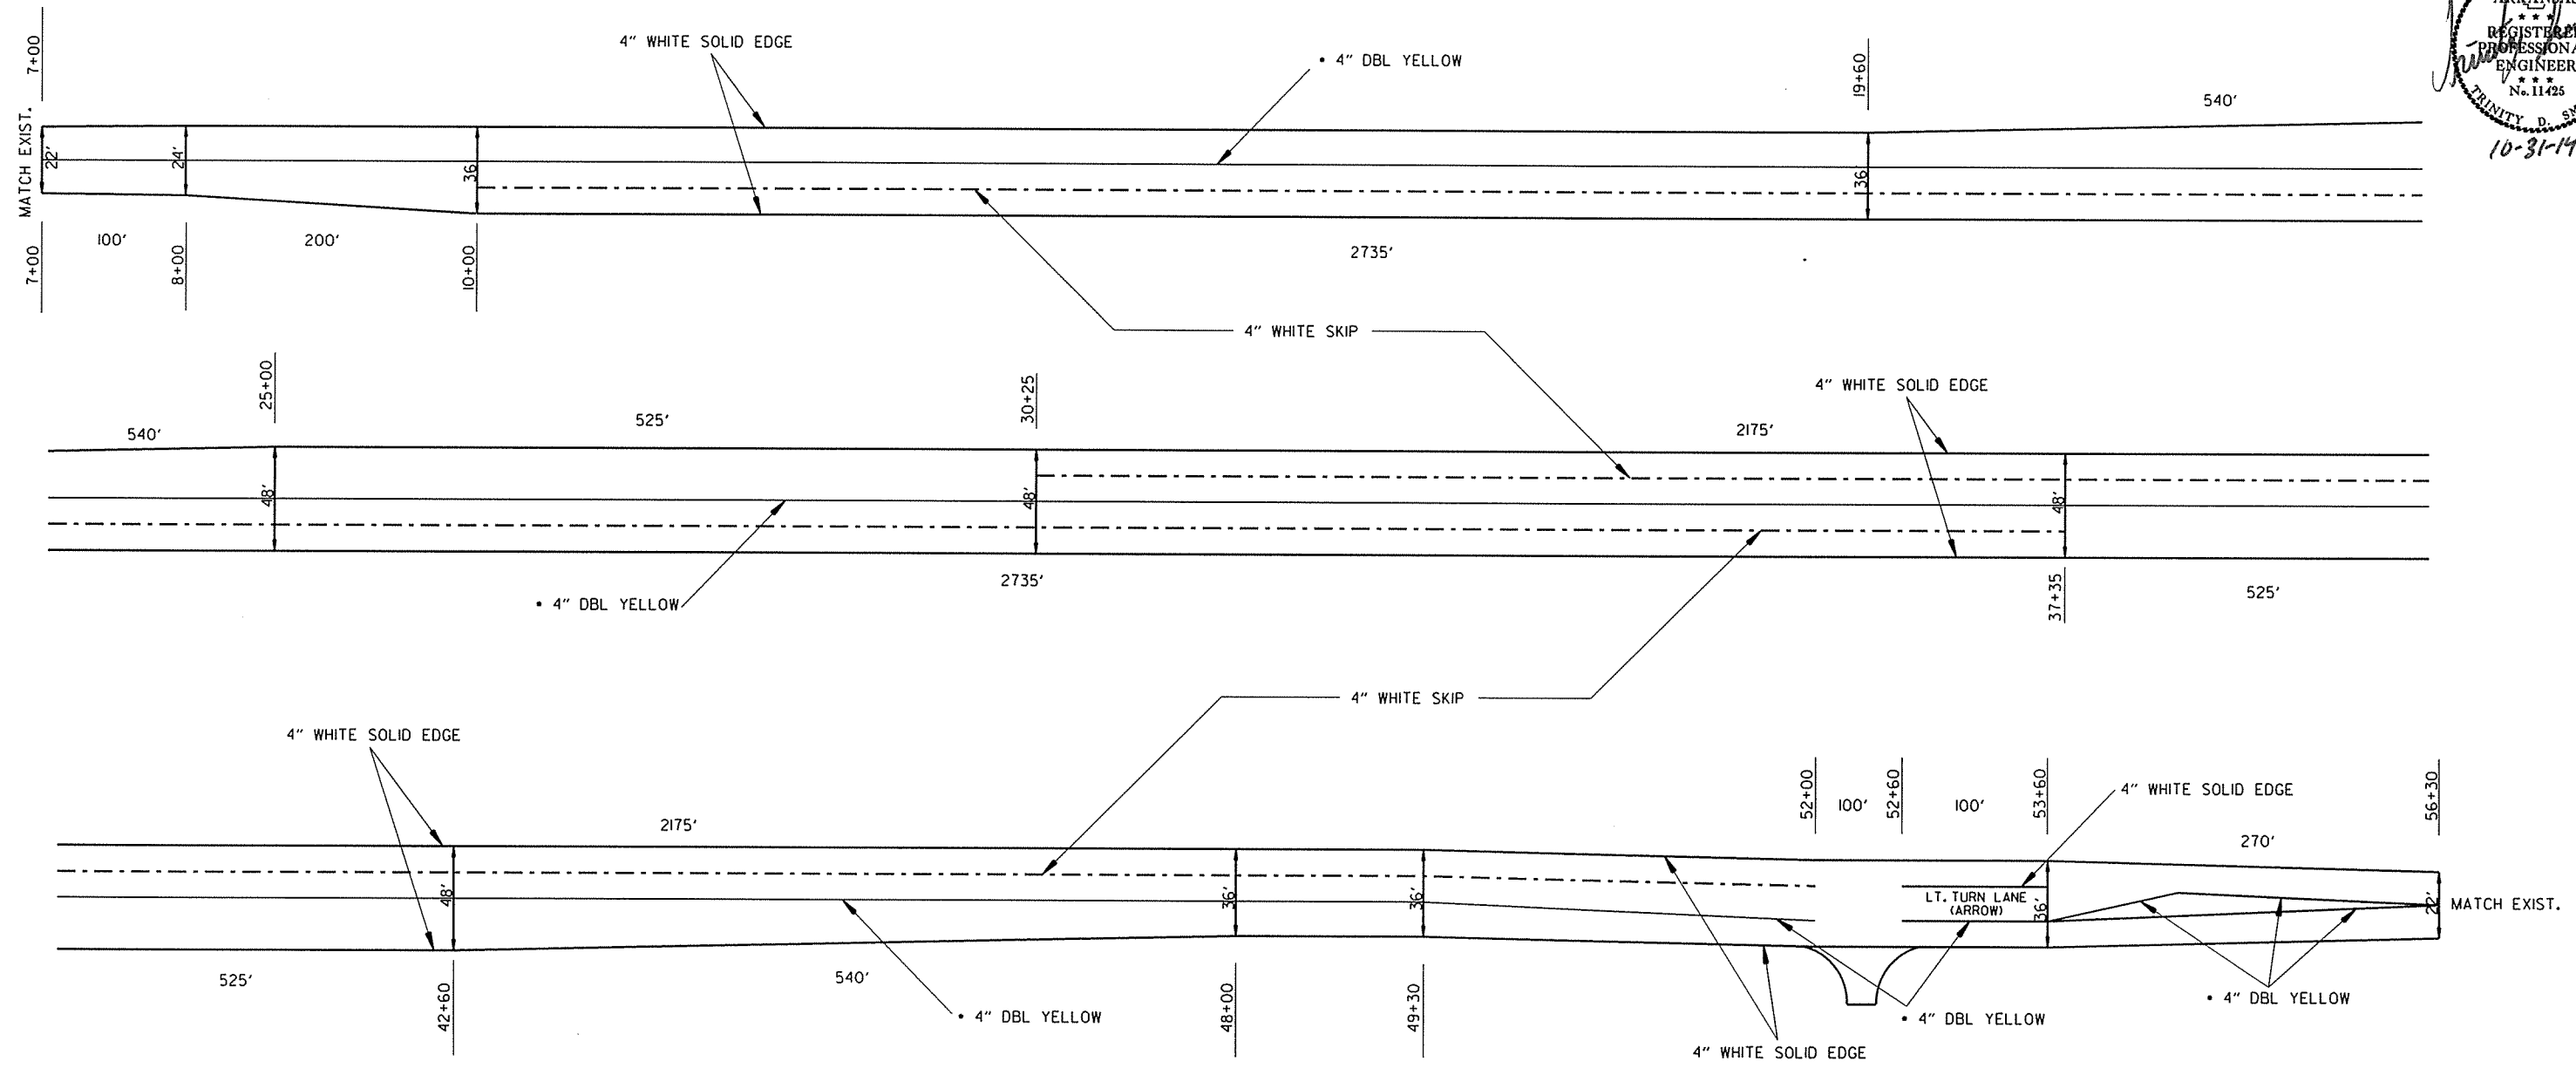 7+00
4" WHITE SOLID EDGE
• 4" DBL YELLOW
19+60
540'
REGISTERED
PROFESSIONAL
ENGINEER
* * *
No. 11425
TRINITY D.
10-31-14
MATCH EXIST.
22'
24'
36
36
100'
200'
2735'
7+00
8+00
10+00
4" WHITE SKIP
25+00
30+25
4" WHITE SOLID EDGE
540'
525'
2175'
48'
48'
48'
2735'
• 4" DBL YELLOW
37+35
525'
4" WHITE SKIP
4" WHITE SOLID EDGE
52+00
100'
52+60
100'
53+60
4" WHITE SOLID EDGE
56+30
2175'
270'
48'
36'
36'
LT. TURN LANE
(ARROW)
36'
22'
MATCH EXIST.
525'
42+60
540'
• 4" DBL YELLOW
48+00
49+30
4" WHITE SOLID EDGE
• 4" DBL YELLOW
• 4" DBL YELLOW